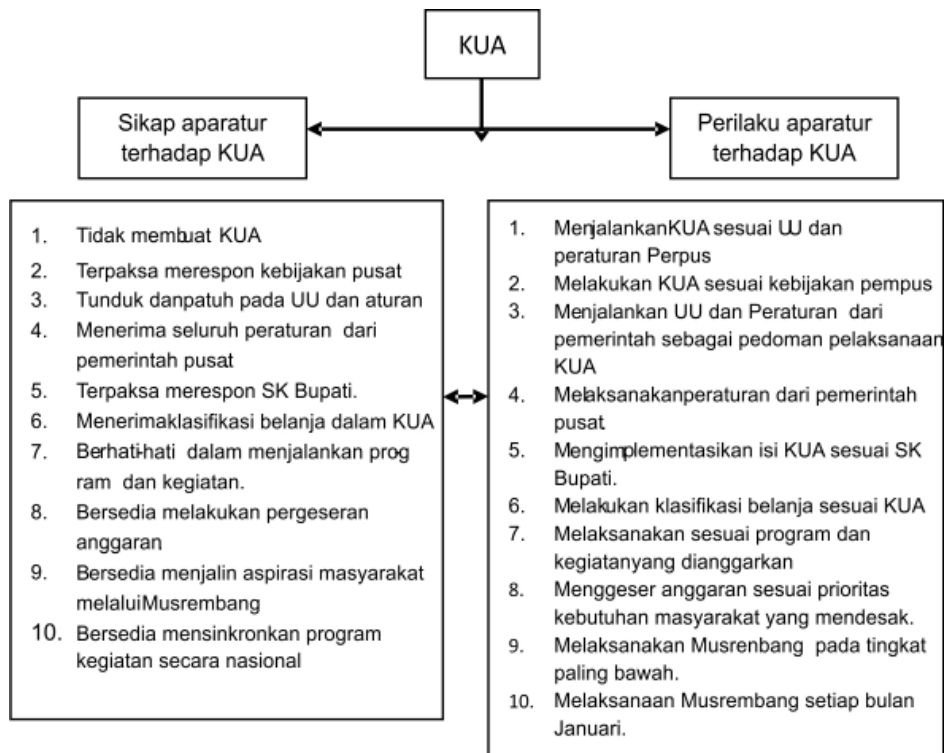 KUA
Sikap aparatur
terhadap KUA
Perilaku aparatur
terhadap KUA
1. Tidak membuat KUA
2. Terpaksa merespon kebijakan pusat
3. Tunduk danpatuh pada UU dan aturan
4. Menerima seluruh peraturan dari
pemerintah pusat
5. Terpaksa merespon SK Bupati.
6. Menerimaklasifikasi belanja dalam KUA
7. Berhati-hati dalam menjalankan prog-
ram dan kegiatan.
8. Bersedia melakukan pergeseran
anggaran.
9. Bersedia menjalin aspirasi masyarakat
melaluiMusrembang
10. Bersedia mensinkronkan program
kegiatan secara nasional
1. MenjalankanKUA sesuai UU dan
peraturan Perpus
2. Melakukan KUA sesuai kebijakan pempus
3. Menjalankan UU dan Peraturan dari
pemerintah sebagai pedoman pelaksanaan
KUA
4. Melaksanakanperaturan dari pemerintah
pusat.
5. Mengimplementasikan isi KUA sesuai SK
Bupati.
6. Melakukan klasifikasi belanja sesuai KUA
7. Melaksanakan sesuai program dan
kegiatanyang dianggarkan
8. Menggeser anggaran sesuai prioritas
kebutuhan masyarakat yang mendesak.
9. Melaksanakan Musrenbang pada tingkat
paling bawah.
10. Melaksanaan Musrembang setiap bulan
Januari.